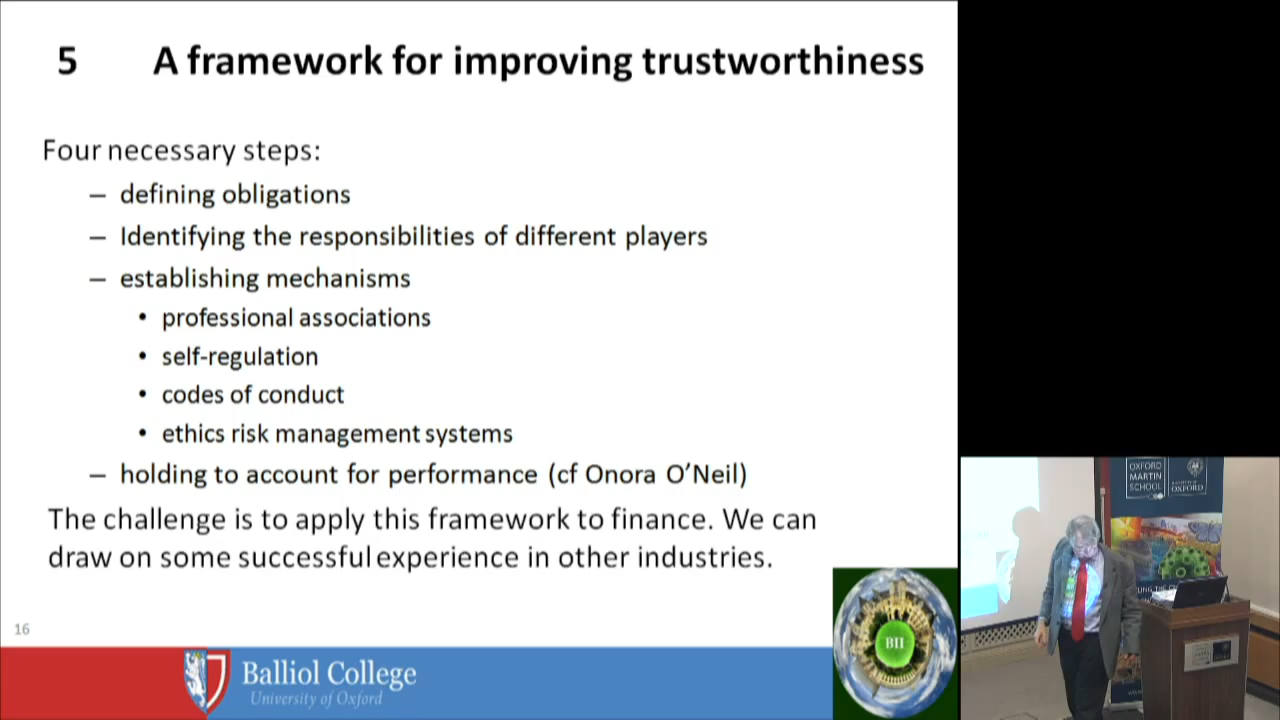 5 A framework for improving trustworthiness
Four necessary steps:
– defining obligations
– Identifying the responsibilities of different players
– establishing mechanisms
• professional associations
• self-regulation
• codes of conduct
• ethics risk management systems
– holding to account for performance (cf Onora O’Neil)
The challenge is to apply this framework to finance. We can
draw on some successful experience in other industries.
16
Balliol College
University of Oxford
BII
OXFORD
MARTIN
SCHOOL
UNIVERSITY OF
OXFORD